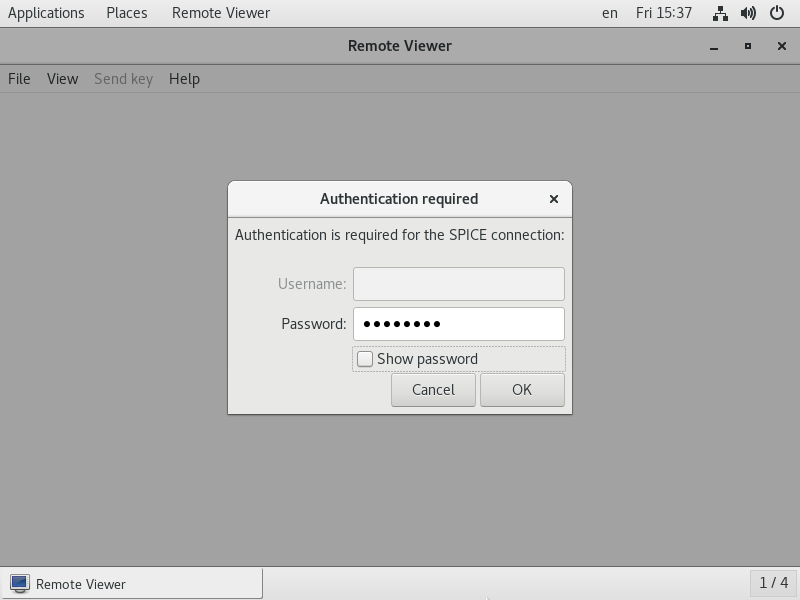 Applications Places Remote Viewer en Fri 15:37
Remote Viewer
File View Send key Help
Authentication required
Authentication is required for the SPICE connection:
Username:
Password: ●●●●●●●●
Show password
Cancel OK
Remote Viewer 1 / 4